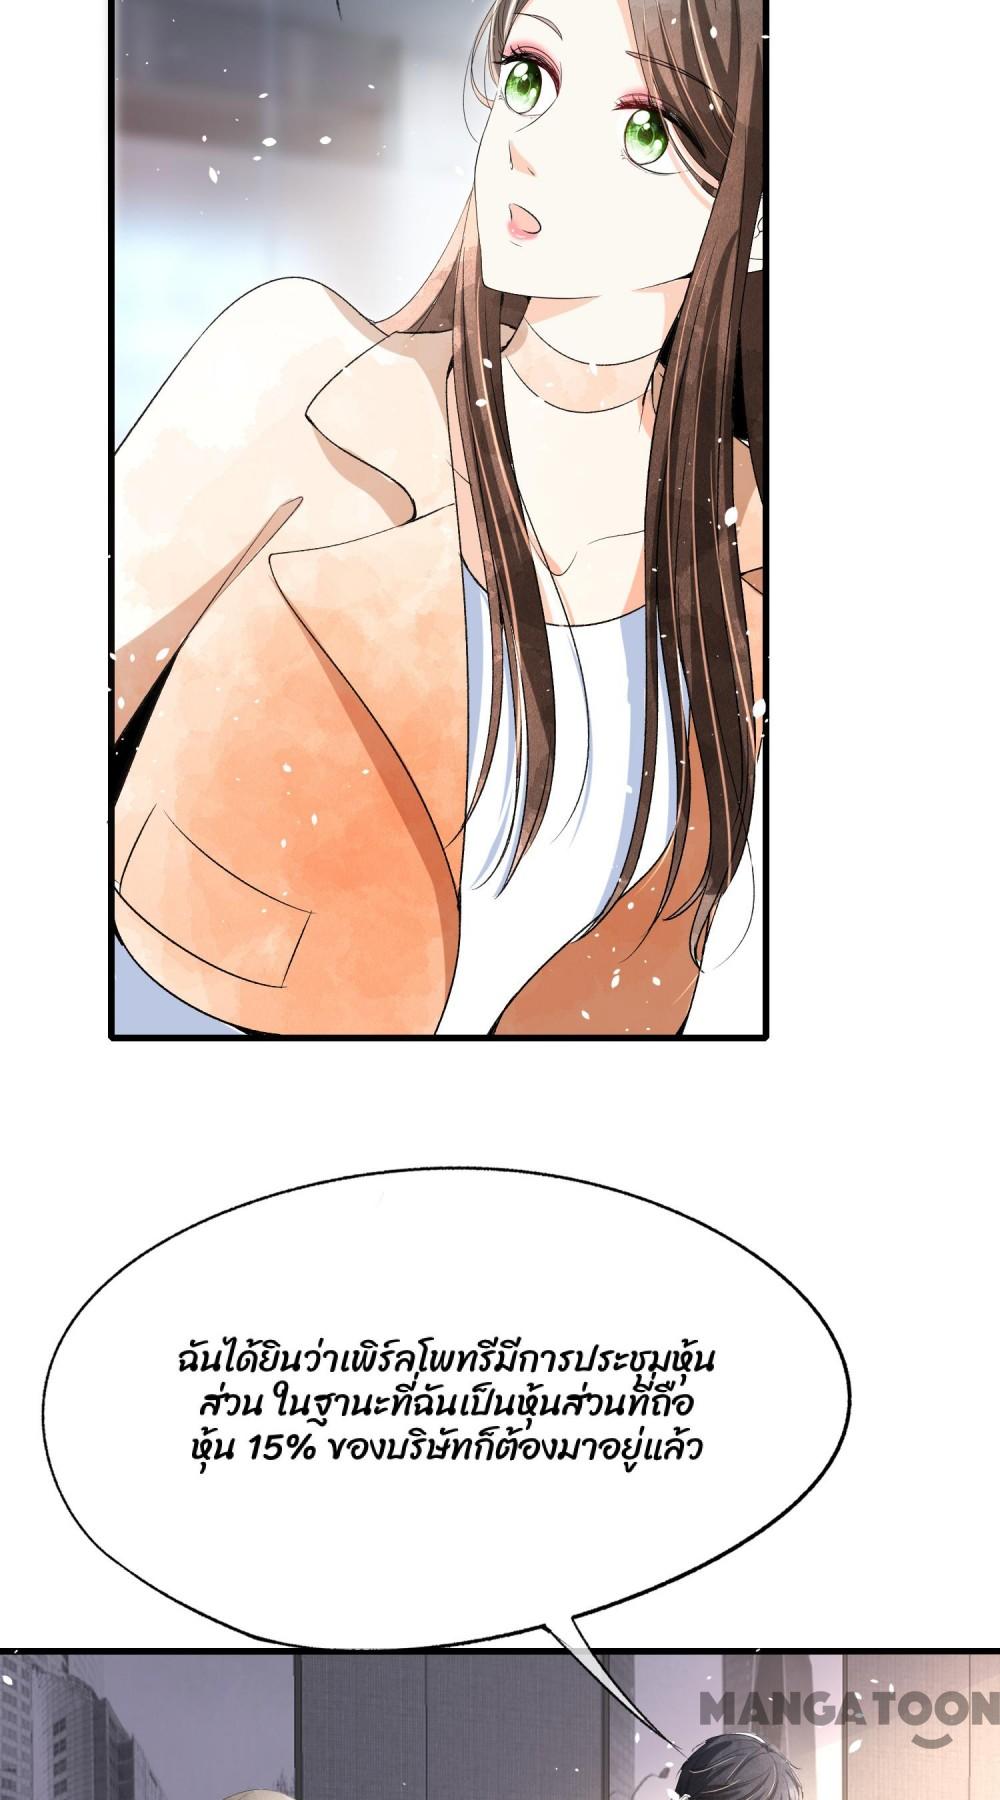 ฉันได้ยินว่าเพิร์ลโพทรีมีการประชุมหุ้น
ส่วน ในฐานะที่ฉันเป็นหุ้นส่วนที่ถือ
หุ้น 15% ของบริษัทก็ต้องมาอยู่แล้ว
MANGATOON